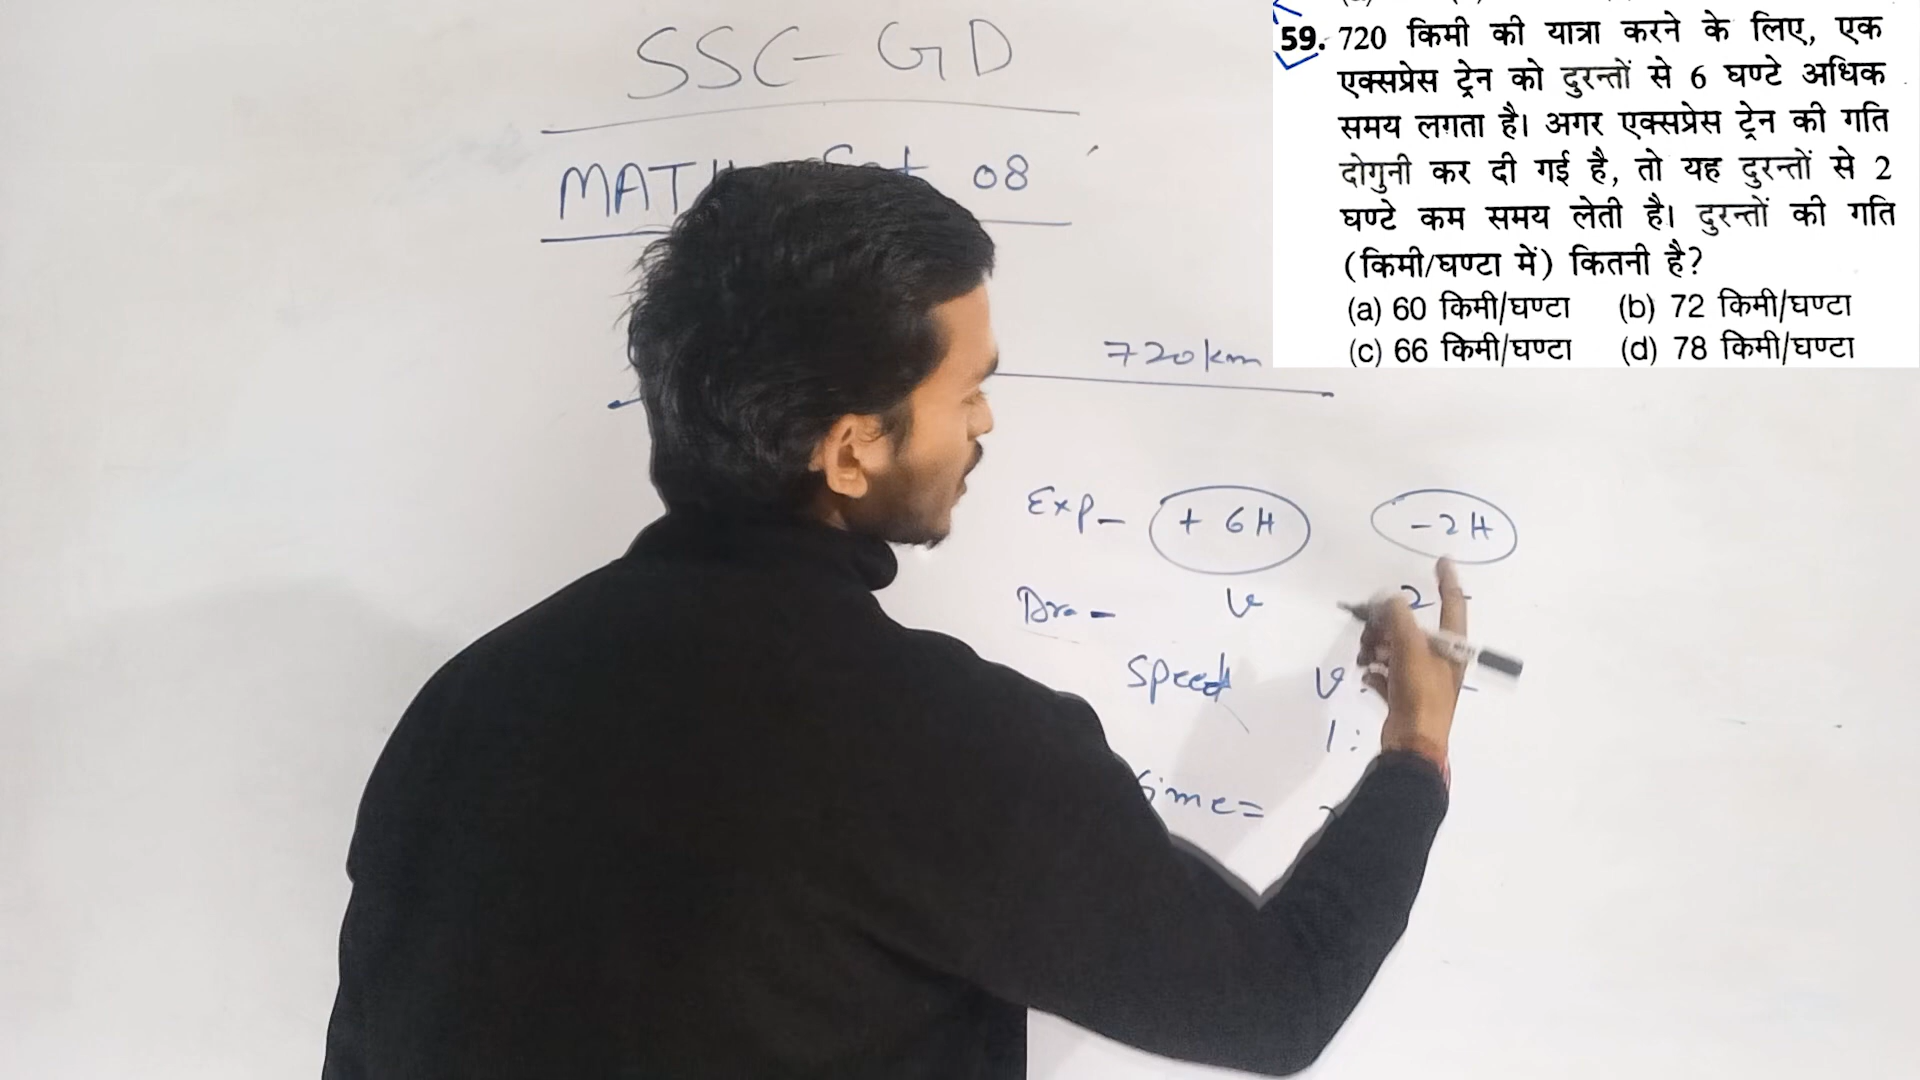 SSC-GD
08
59. 720 किमी की यात्रा करने के लिए, एक
एक्सप्रेस ट्रेन को दुरन्तों से 6 घण्टे अधिक
समय लगता है। अगर एक्सप्रेस ट्रेन की गति
दोगुनी कर दी गई है, तो यह दुरन्तों से 2
घण्टे कम समय लेती है। दुरन्तों की गति
(किमी/घण्टा में) कितनी है?
(a) 60 किमी/घण्टा (b) 72 किमी/घण्टा
(c) 66 किमी/घण्टा (d) 78 किमी/घण्टा
720km
Exp- + 6H -2H
Dra - v 2
Speed v:
1: